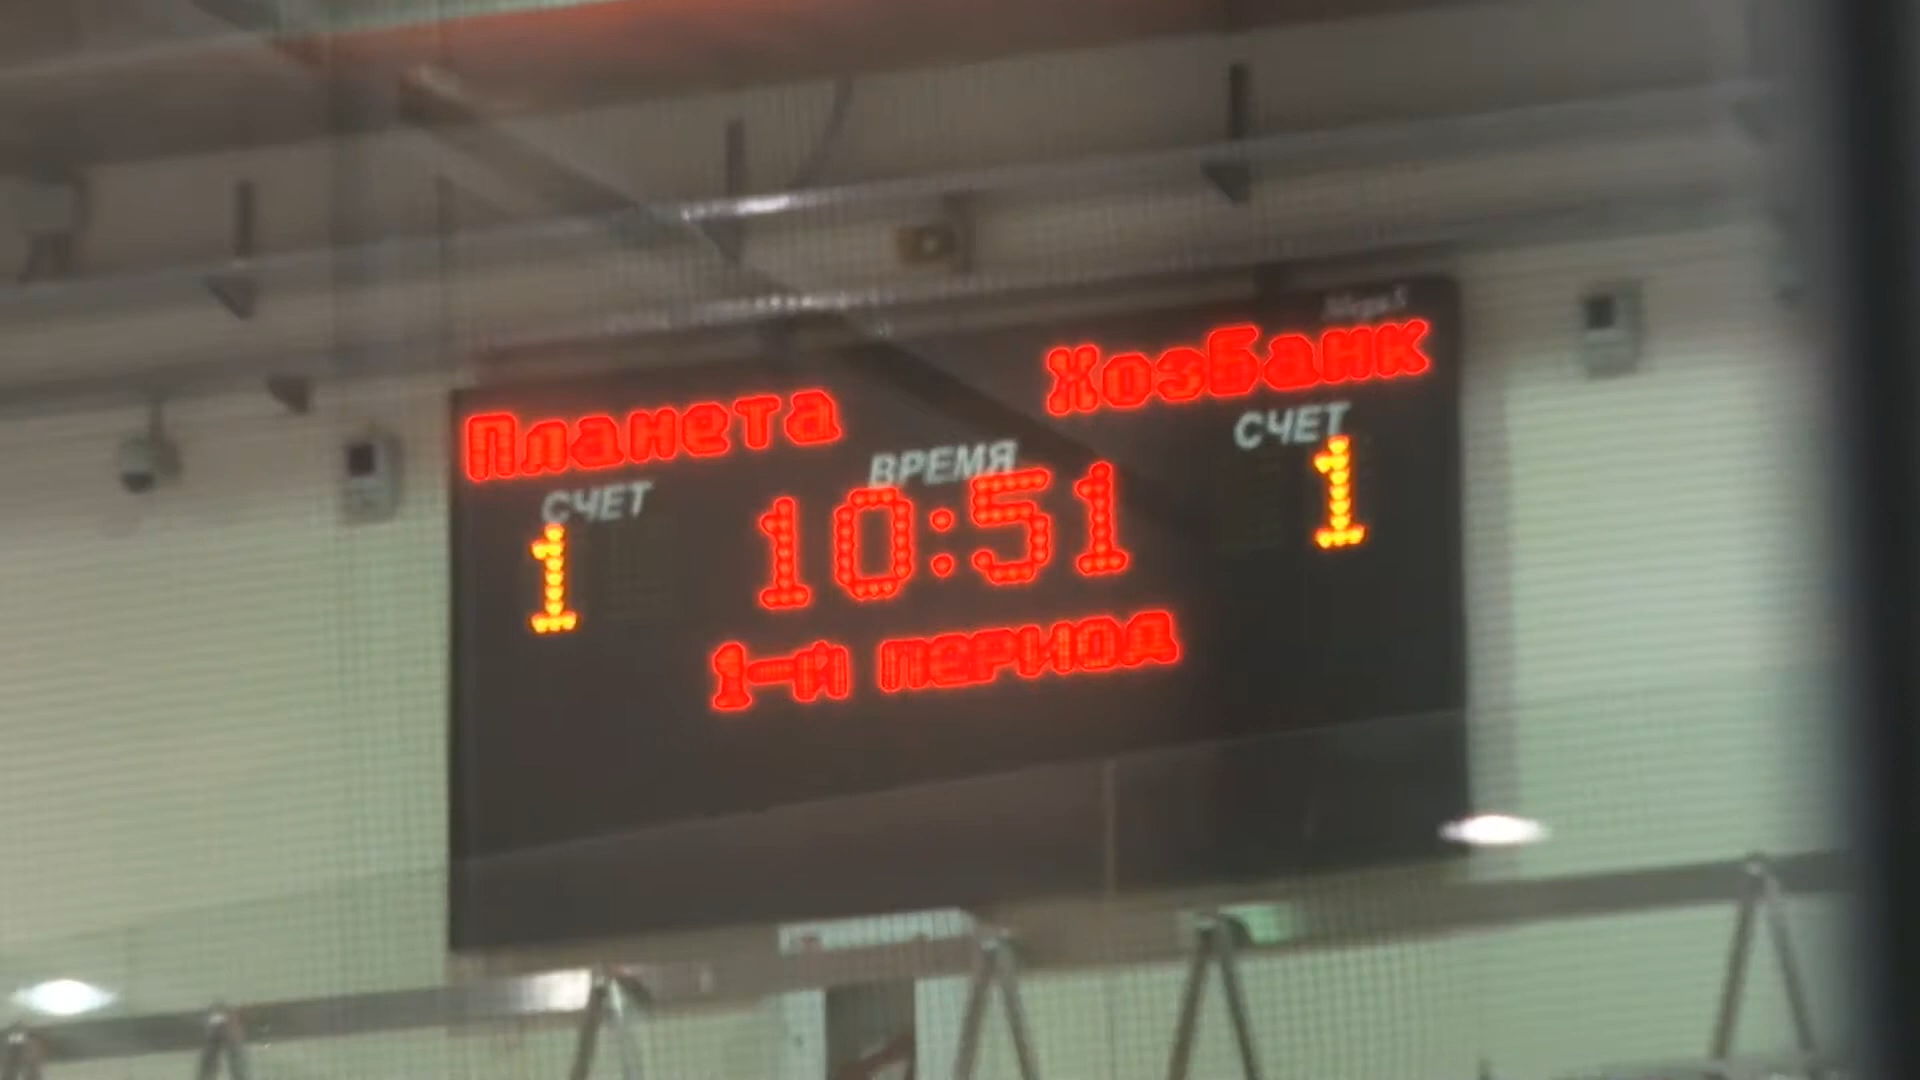 Планета
ХозБанк
СЧЕТ
ВРЕМЯ
СЧЕТ
1
10:51
1
1-й период